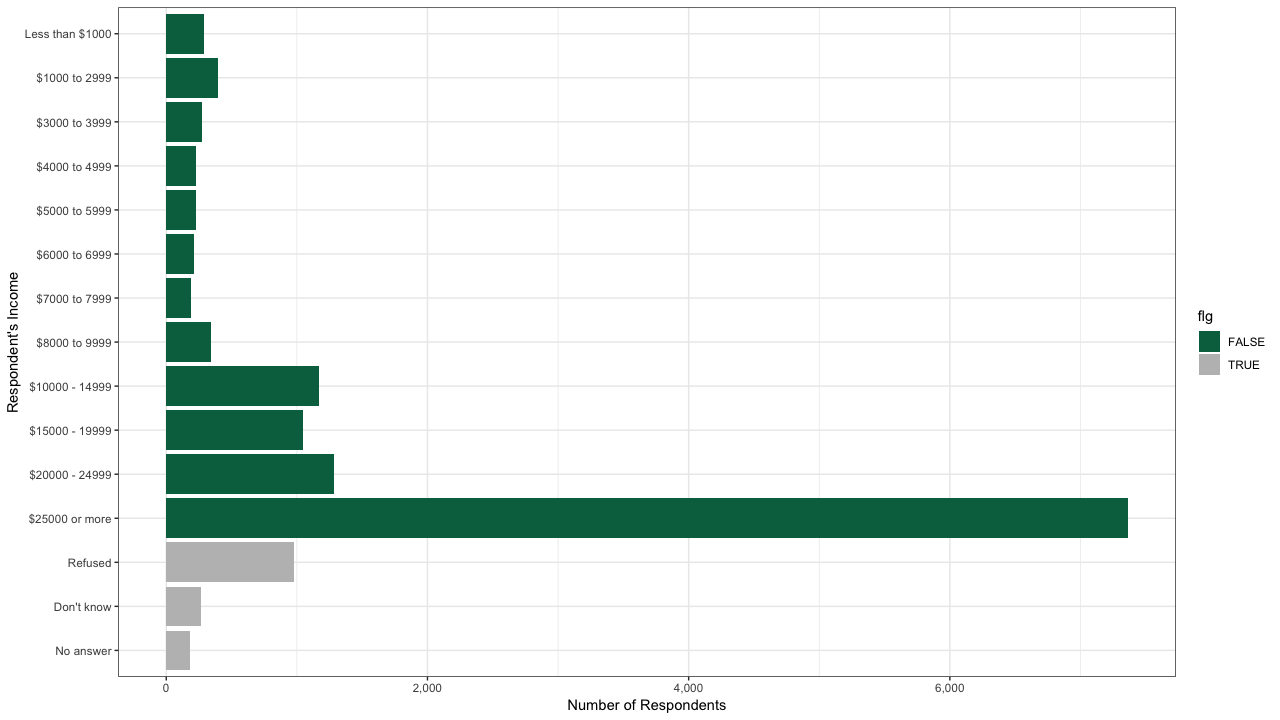 Less than $1000
$1000 to 2999
$3000 to 3999
$4000 to 4999
$5000 to 5999
$6000 to 6999
$7000 to 7999
$8000 to 9999
$10000 - 14999
$15000 - 19999
$20000 - 24999
$25000 or more
Refused
Don't know
No answer
Respondent's Income
0 2,000 4,000 6,000
Number of Respondents
flg
FALSE
TRUE